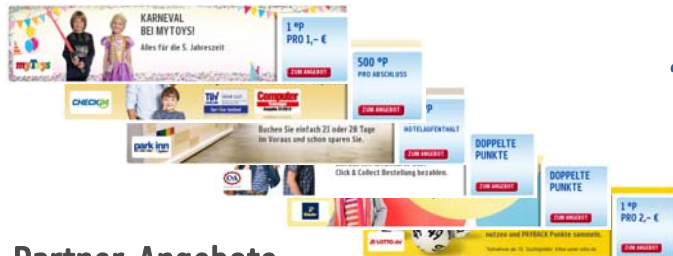 KARNEVAL
BEI MYTOYS!
Alles für die 5. Jahreszeit
myToys
1 °P
PRO 1,– €
ZUM ANGEBOT
CHECK24
TÜV
Computer
500 °P
PRO ABSCHLUSS
ZUM ANGEBOT
park inn
Buchen Sie einfach 21 oder 28 Tage
im Voraus und schon sparen Sie.
°P
HOTELAUFENTHALT
ZUM ANGEBOT
C&A
Click & Collect Bestellung bezahlen.
DOPPELTE
PUNKTE
ZUM ANGEBOT
DOPPELTE
PUNKTE
ZUM ANGEBOT
LOTTO.de
nutzen und PAYBACK Punkte sammeln.
1 °P
PRO 2,– €
ZUM ANGEBOT
Partner-Angebote